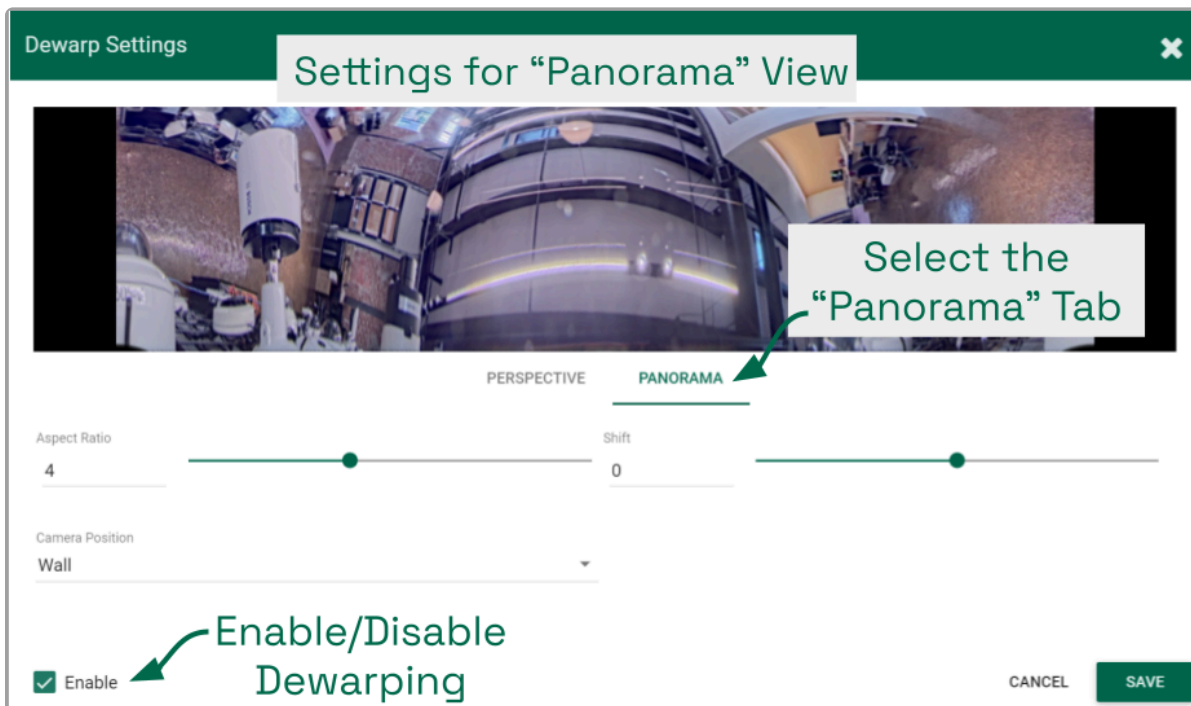 Dewarp Settings
Settings for “Panorama” View
Select the
“Panorama” Tab
PERSPECTIVE
PANORAMA
Aspect Ratio
4
Shift
0
Camera Position
Wall
Enable/Disable
Dewarping
Enable
CANCEL
SAVE